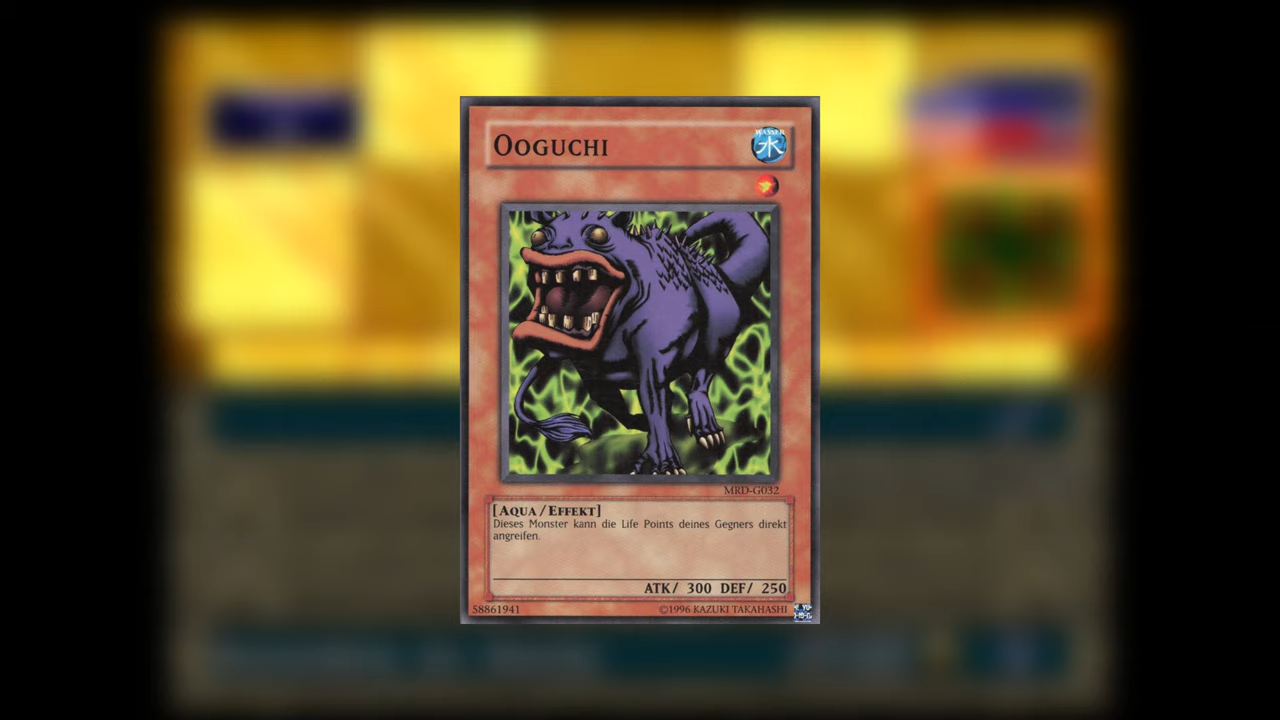 OOGUCHI
WASSER
水
MRD-G032
[AQUA/EFFEKT]
Dieses Monster kann die Life Points deines Gegners direkt
angreifen.
ATK/ 300 DEF/ 250
58861941
©1996 KAZUKI TAKAHASHI